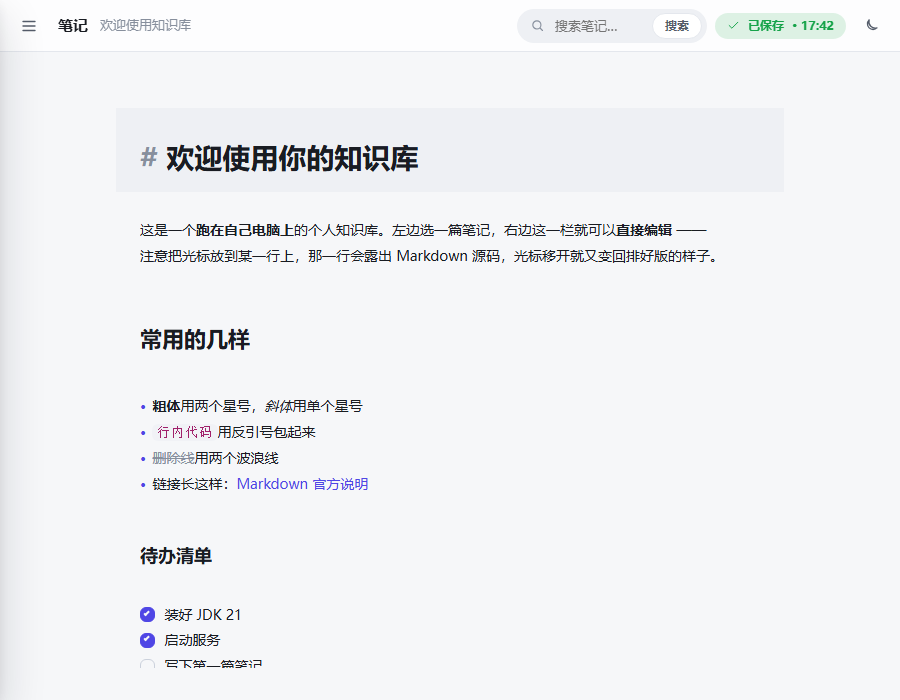 笔记 欢迎使用知识库 搜索笔记... 搜索 已保存 • 17:42
# 欢迎使用你的知识库
这是一个跑在自己电脑上的个人知识库。左边选一篇笔记，右边这一栏就可以直接编辑 ——
注意把光标放到某一行上，那一行会露出 Markdown 源码，光标移开就又变回排好版的样子。
常用的几样
• 粗体用两个星号，斜体用单个星号
• 行内代码 用反引号包起来
• 删除线用两个波浪线
• 链接长这样：Markdown 官方说明
待办清单
装好 JDK 21
启动服务
写下第一篇笔记